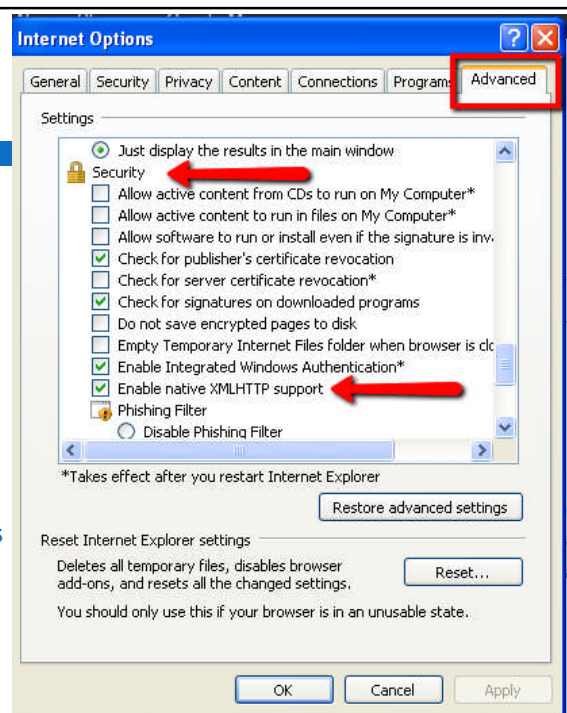 Internet Options
General Security Privacy Content Connections Programs Advanced
Settings
Just display the results in the main window
Security
Allow active content from CDs to run on My Computer*
Allow active content to run in files on My Computer*
Allow software to run or install even if the signature is inv
Check for publisher's certificate revocation
Check for server certificate revocation*
Check for signatures on downloaded programs
Do not save encrypted pages to disk
Empty Temporary Internet Files folder when browser is clo
Enable Integrated Windows Authentication*
Enable native XMLHTTP support
Phishing Filter
Disable Phishing Filter
*Takes effect after you restart Internet Explorer
Restore advanced settings
s
Reset Internet Explorer settings
Deletes all temporary files, disables browser
add-ons, and resets all the changed settings.
Reset...
You should only use this if your browser is in an unusable state.
OK Cancel Apply